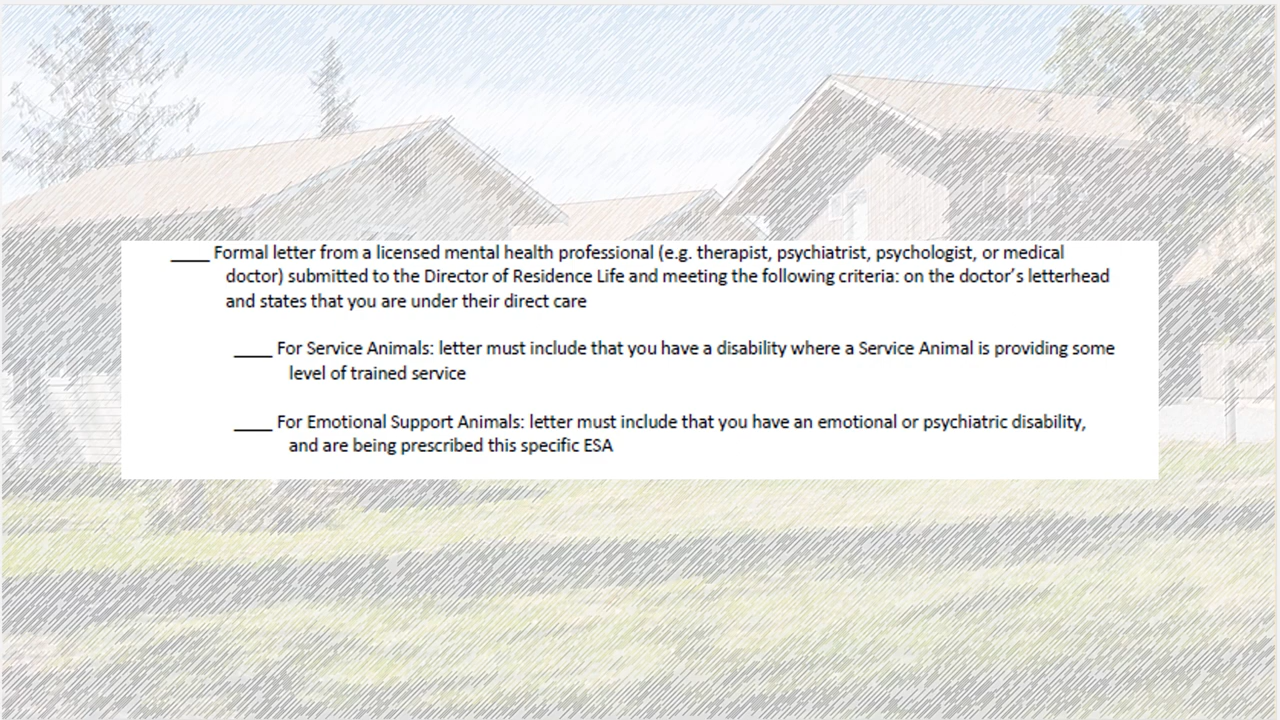 ____ Formal letter from a licensed mental health professional (e.g. therapist, psychiatrist, psychologist, or medical
doctor) submitted to the Director of Residence Life and meeting the following criteria: on the doctor’s letterhead
and states that you are under their direct care
____ For Service Animals: letter must include that you have a disability where a Service Animal is providing some
level of trained service
____ For Emotional Support Animals: letter must include that you have an emotional or psychiatric disability,
and are being prescribed this specific ESA